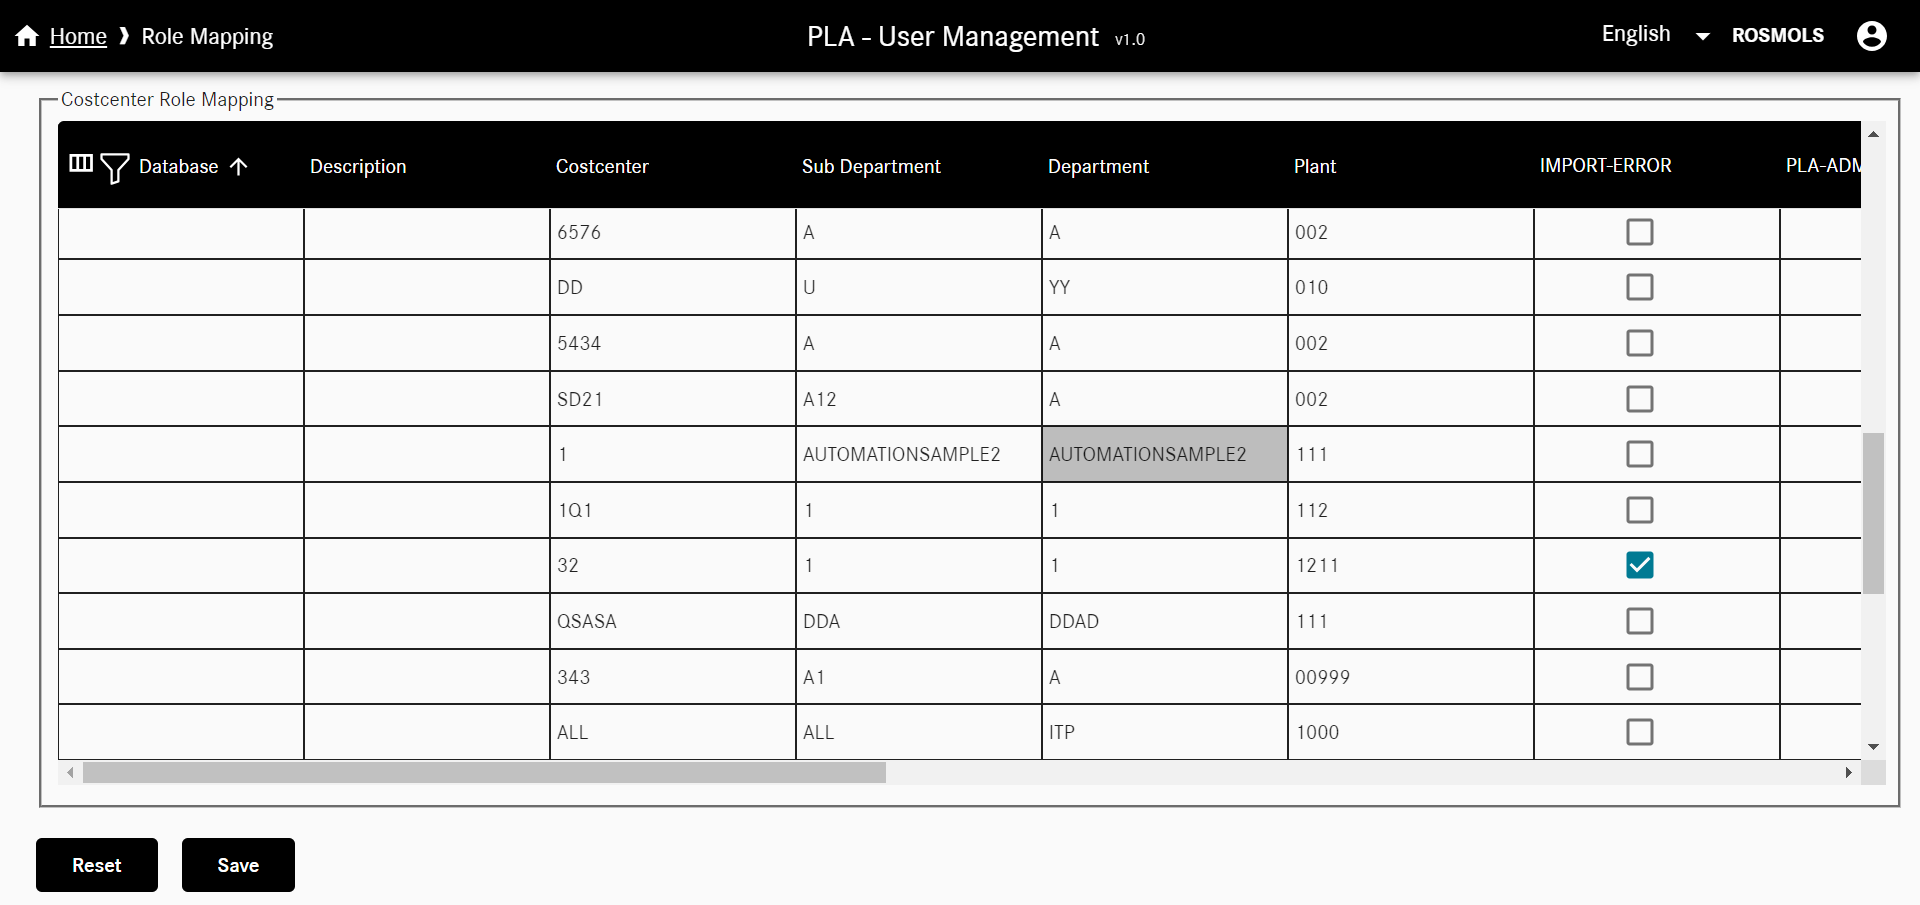 Home ❱ Role Mapping
PLA - User Management v1.0
English
ROSMOLS
Costcenter Role Mapping
Database Description Costcenter Sub Department Department Plant IMPORT-ERROR PLA-ADM
6576 A A 002
DD U YY 010
5434 A A 002
SD21 A12 A 002
1 AUTOMATIONSAMPLE2 AUTOMATIONSAMPLE2 111
1Q1 1 1 112
32 1 1 1211
QSASA DDA DDAD 111
343 A1 A 00999
ALL ALL ITP 1000
Reset Save